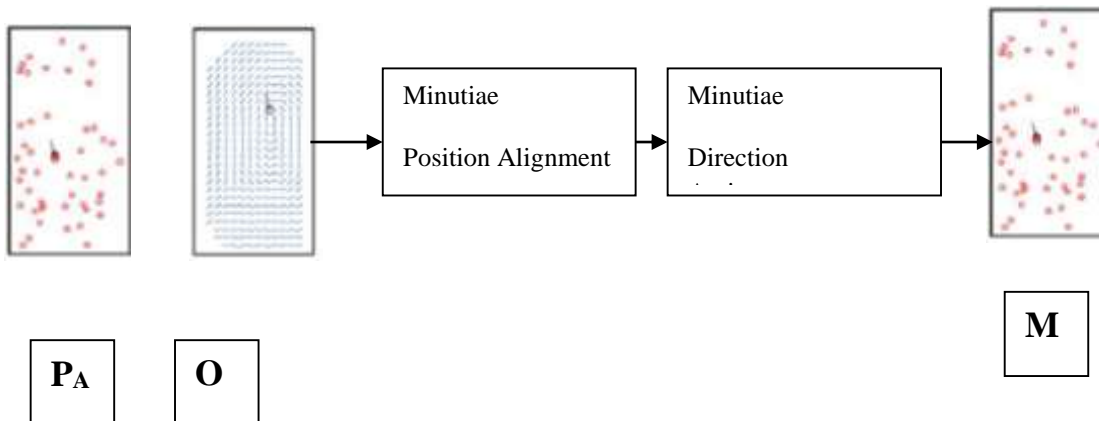 Minutiae
Position Alignment
Minutiae
Direction
M
PA
O